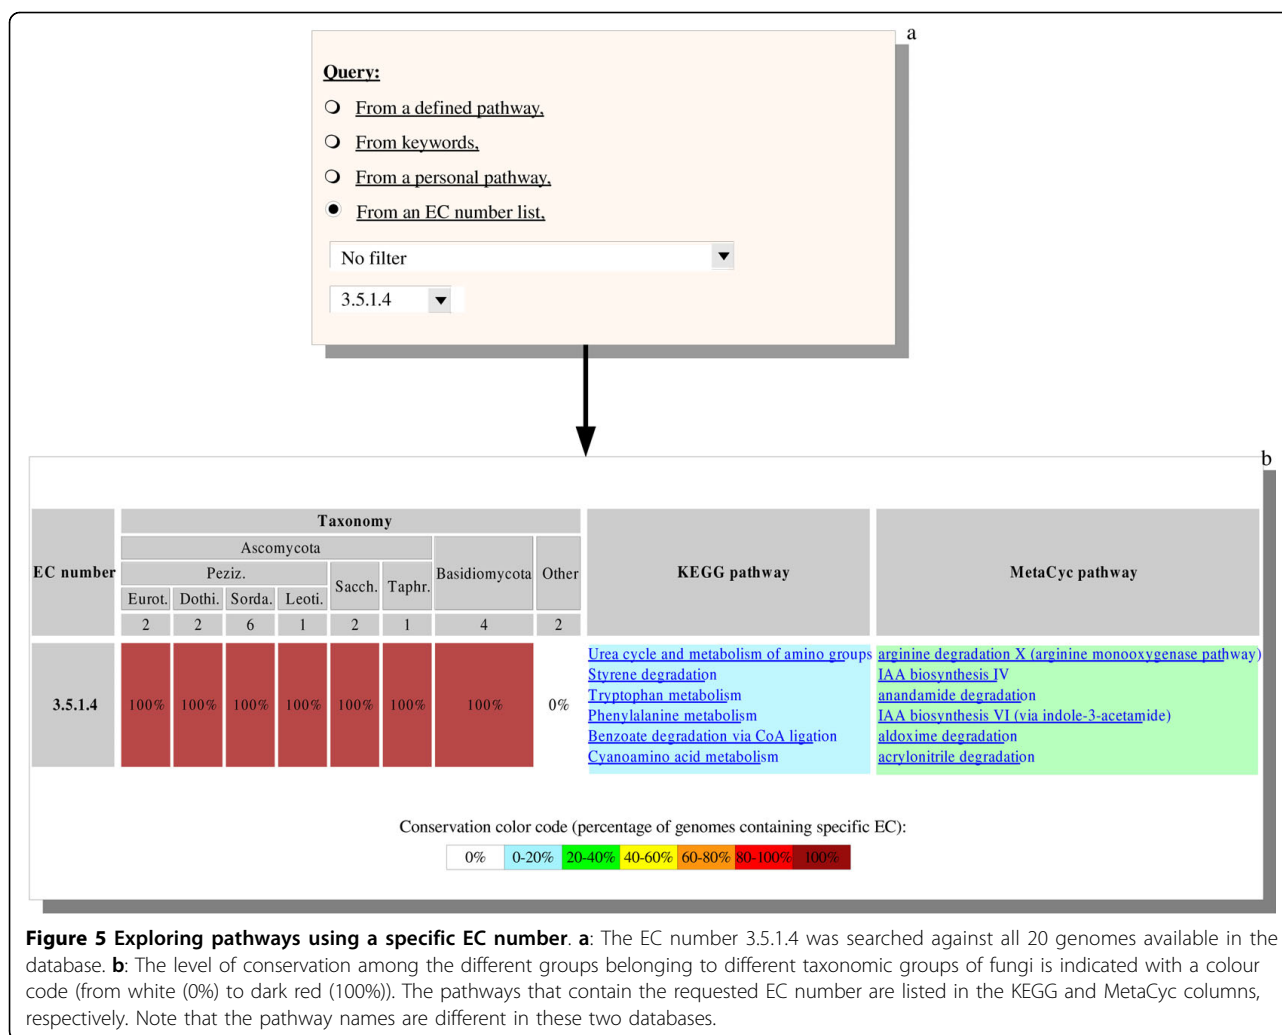 a
Query:
From a defined pathway,
From keywords,
From a personal pathway,
From an EC number list,
No filter
3.5.1.4
b
EC number
Taxonomy
Ascomycota
Basidiomycota
Other
Peziz.
Sacch.
Taphr.
Eurot.
Dothi.
Sorda.
Leoti.
2
2
6
1
2
1
4
2
KEGG pathway
MetaCyc pathway
3.5.1.4
100%
100%
100%
100%
100%
100%
100%
0%
Urea cycle and metabolism of amino groups
Styrene degradation
Tryptophan metabolism
Phenylalanine metabolism
Benzoate degradation via CoA ligation
Cyanoamino acid metabolism
arginine degradation X (arginine monooxygenase pathway)
IAA biosynthesis IV
anandamide degradation
IAA biosynthesis VI (via indole-3-acetamide)
aldoxime degradation
acrylonitrile degradation
Conservation color code (percentage of genomes containing specific EC):
0% 0-20% 20-40% 40-60% 60-80% 80-100% 100%
Figure 5 Exploring pathways using a specific EC number. a: The EC number 3.5.1.4 was searched against all 20 genomes available in the
database. b: The level of conservation among the different groups belonging to different taxonomic groups of fungi is indicated with a colour
code (from white (0%) to dark red (100%)). The pathways that contain the requested EC number are listed in the KEGG and MetaCyc columns,
respectively. Note that the pathway names are different in these two databases.